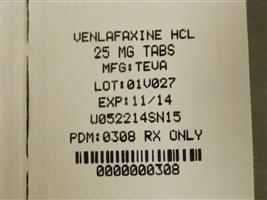 VENLAFAXINE HCL
25 MG TABS
MFG:TEVA
LOT:01V027
EXP:11/14
W052214SN15
PDM:0308 RX ONLY
0000000308